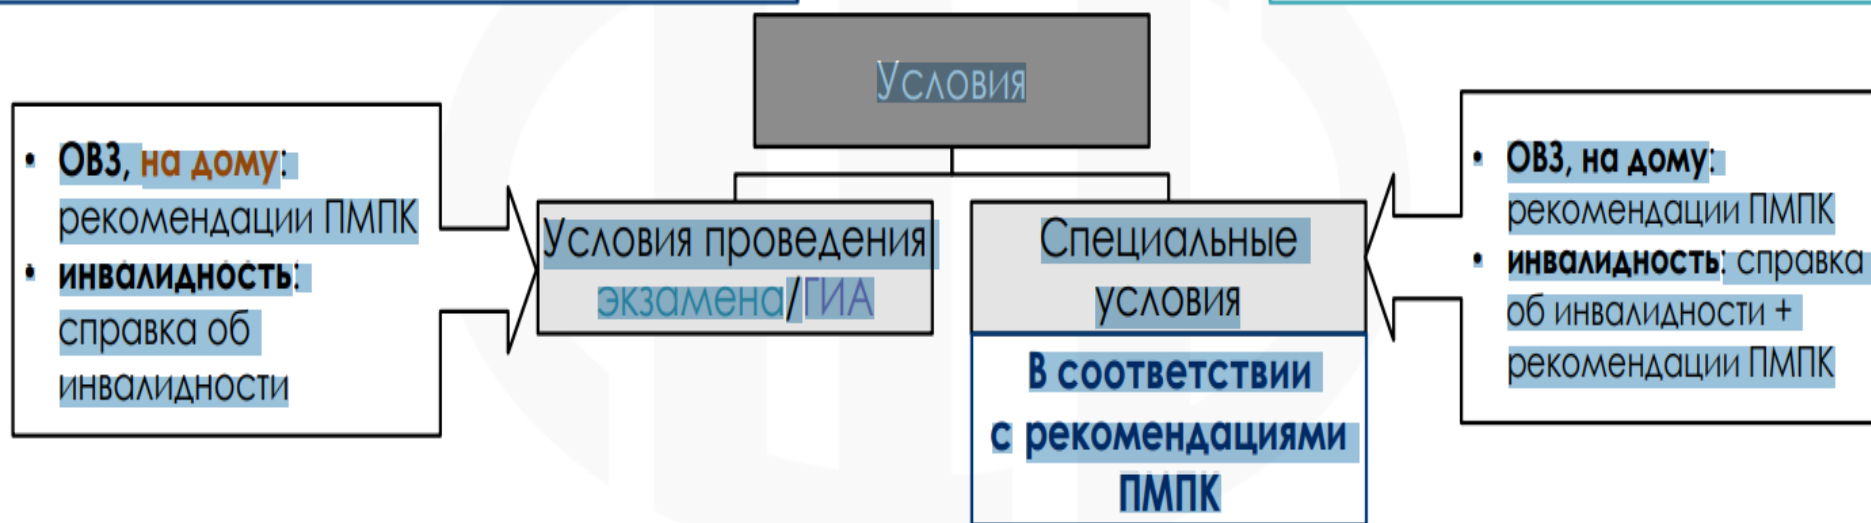 Условия
• ОВЗ, на дому:
рекомендации ПМПК
• инвалидность:
справка об
инвалидности
Условия проведения
экзамена/ГИА
Специальные
условия
В соответствии
с рекомендациями
ПМПК
• ОВЗ, на дому:
рекомендации ПМПК
• инвалидность: справка
об инвалидности +
рекомендации ПМПК